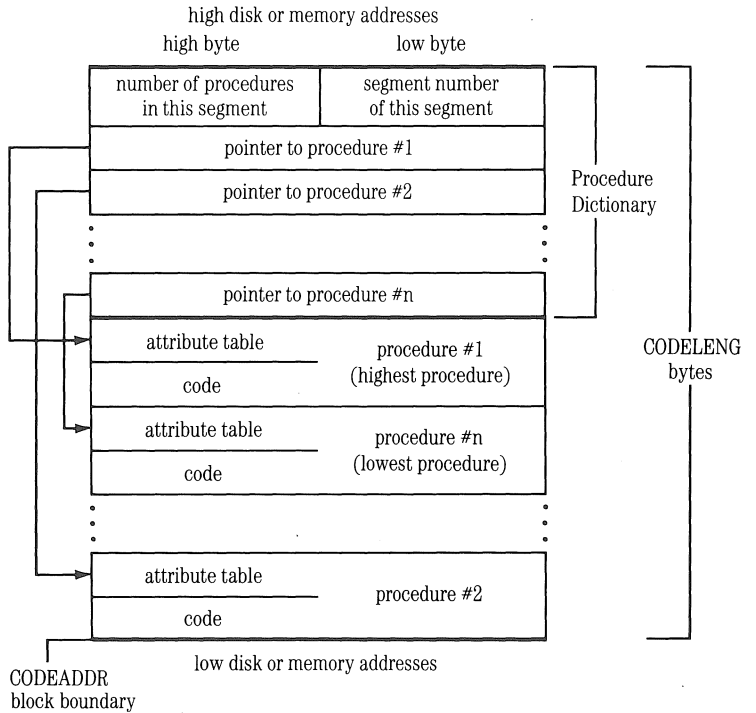 high disk or memory addresses
high byte
low byte
number of procedures
in this segment
segment number
of this segment
pointer to procedure #1
pointer to procedure #2
Procedure
Dictionary
pointer to procedure #n
attribute table
code
procedure #1
(highest procedure)
CODELENG
bytes
attribute table
code
procedure #n
(lowest procedure)
attribute table
code
procedure #2
low disk or memory addresses
CODEADDR
block boundary